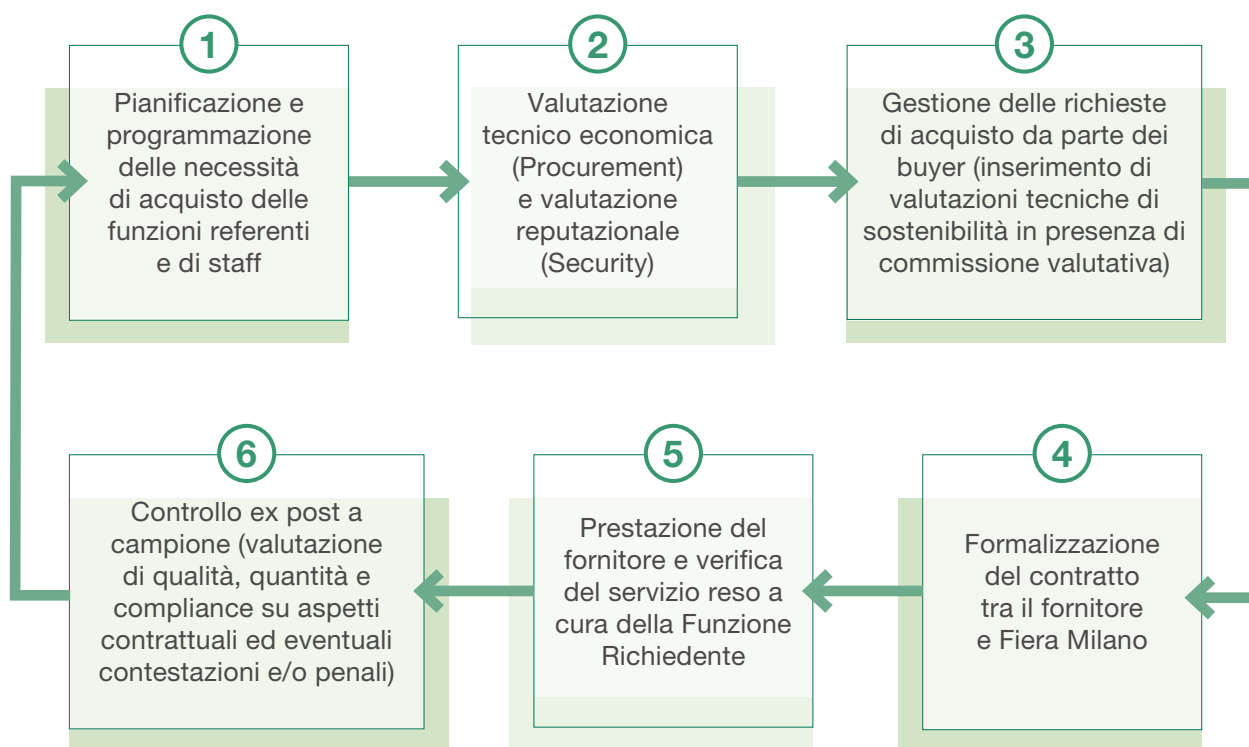 1
Pianificazione e
programmazione
delle necessità
di acquisto delle
funzioni referenti
e di staff
2
Valutazione
tecnico economica
(Procurement)
e valutazione
reputazionale
(Security)
3
Gestione delle richieste
di acquisto da parte dei
buyer (inserimento di
valutazioni tecniche di
sostenibilità in presenza di
commissione valutativa)
4
Formalizzazione
del contratto
tra il fornitore
e Fiera Milano
5
Prestazione del
fornitore e verifica
del servizio reso a
cura della Funzione
Richiedente
6
Controllo ex post a
campione (valutazione
di qualità, quantità e
compliance su aspetti
contrattuali ed eventuali
contestazioni e/o penali)